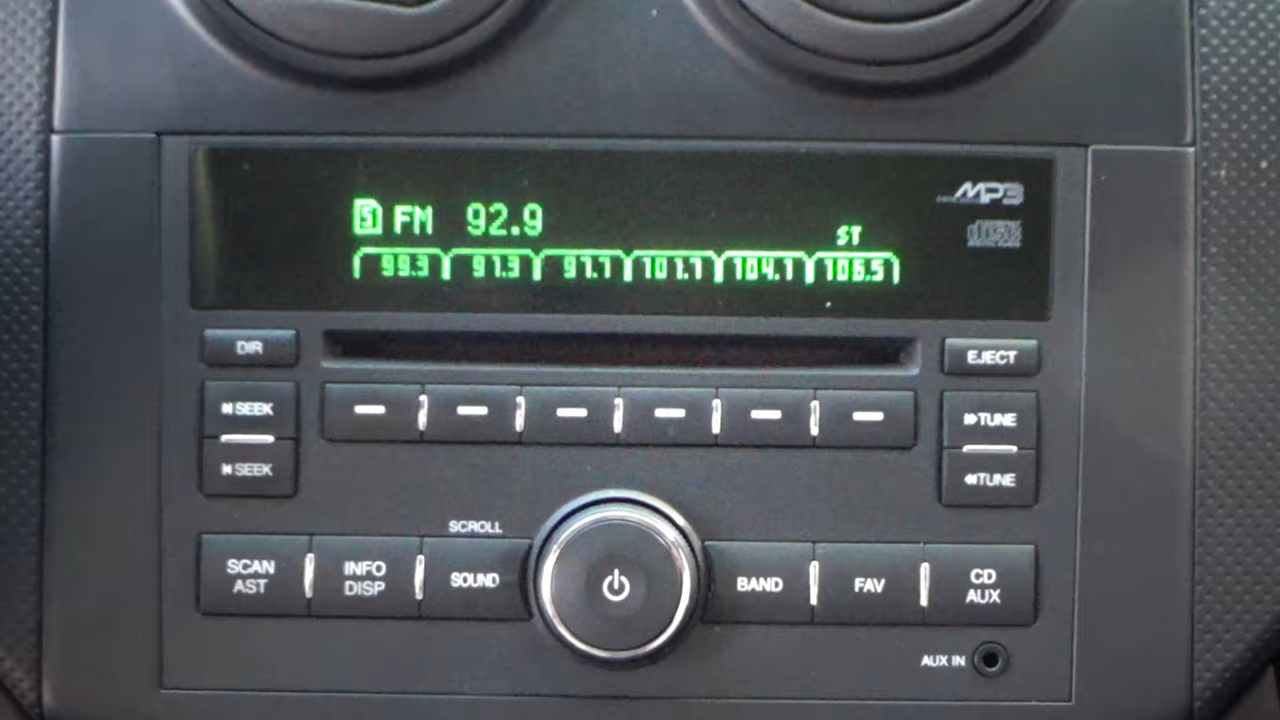 MP3
5 FM 92.9
ST
99.3 91.3 97.7 101.7 104.1 106.5
DIR
EJECT
SEEK
TUNE
SEEK
TUNE
SCROLL
SCAN AST
INFO DISP
SOUND
BAND
FAV
CD AUX
AUX IN